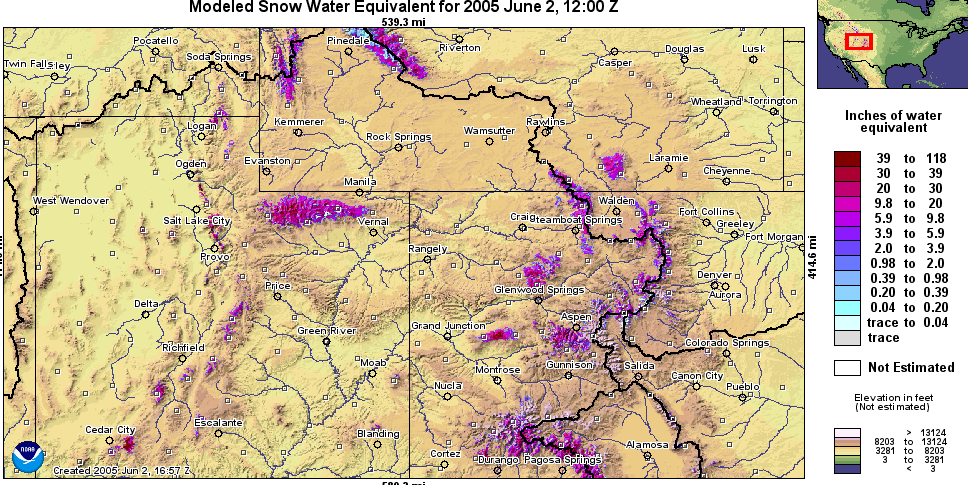 Modeled Snow Water Equivalent for 2005 June 2, 12:00 Z
539.3 mi
Pocatello
Pinedale
Riverton
Soda Springs
Douglas
Lusk
Twin Falls
ley
Casper
Wheatland
Torrington
Kemmerer
Rawlins
Logan
Rock Springs
Wamsutter
Ogden
Evanston
Laramie
Cheyenne
Manila
West Wendover
Walden
Salt Lake City
Vernal
Craig
Steamboat Springs
Fort Collins
Greeley
Fort Morgan
Provo
Rangely
414.6 mi
Price
Glenwood Springs
Denver
Aurora
Delta
Green River
Grand Junction
Aspen
Richfield
Colorado Springs
Moab
Montrose
Gunnison
Salida
Canon City
Nucla
Pueblo
Escalante
Cedar City
Blanding
Alamosa
Cortez
Durango
Pagosa Springs
NOAA
Created 2005 Jun 2, 16:57 Z
Inches of water
equivalent
39 to 118
30 to 39
20 to 30
9.8 to 20
5.9 to 9.8
3.9 to 5.9
2.0 to 3.9
0.98 to 2.0
0.39 to 0.98
0.20 to 0.39
0.04 to 0.20
trace to 0.04
trace
Not Estimated
Elevation in feet
(Not estimated)
> 13124
8203 to 13124
3281 to 8203
3 to 3281
< 3